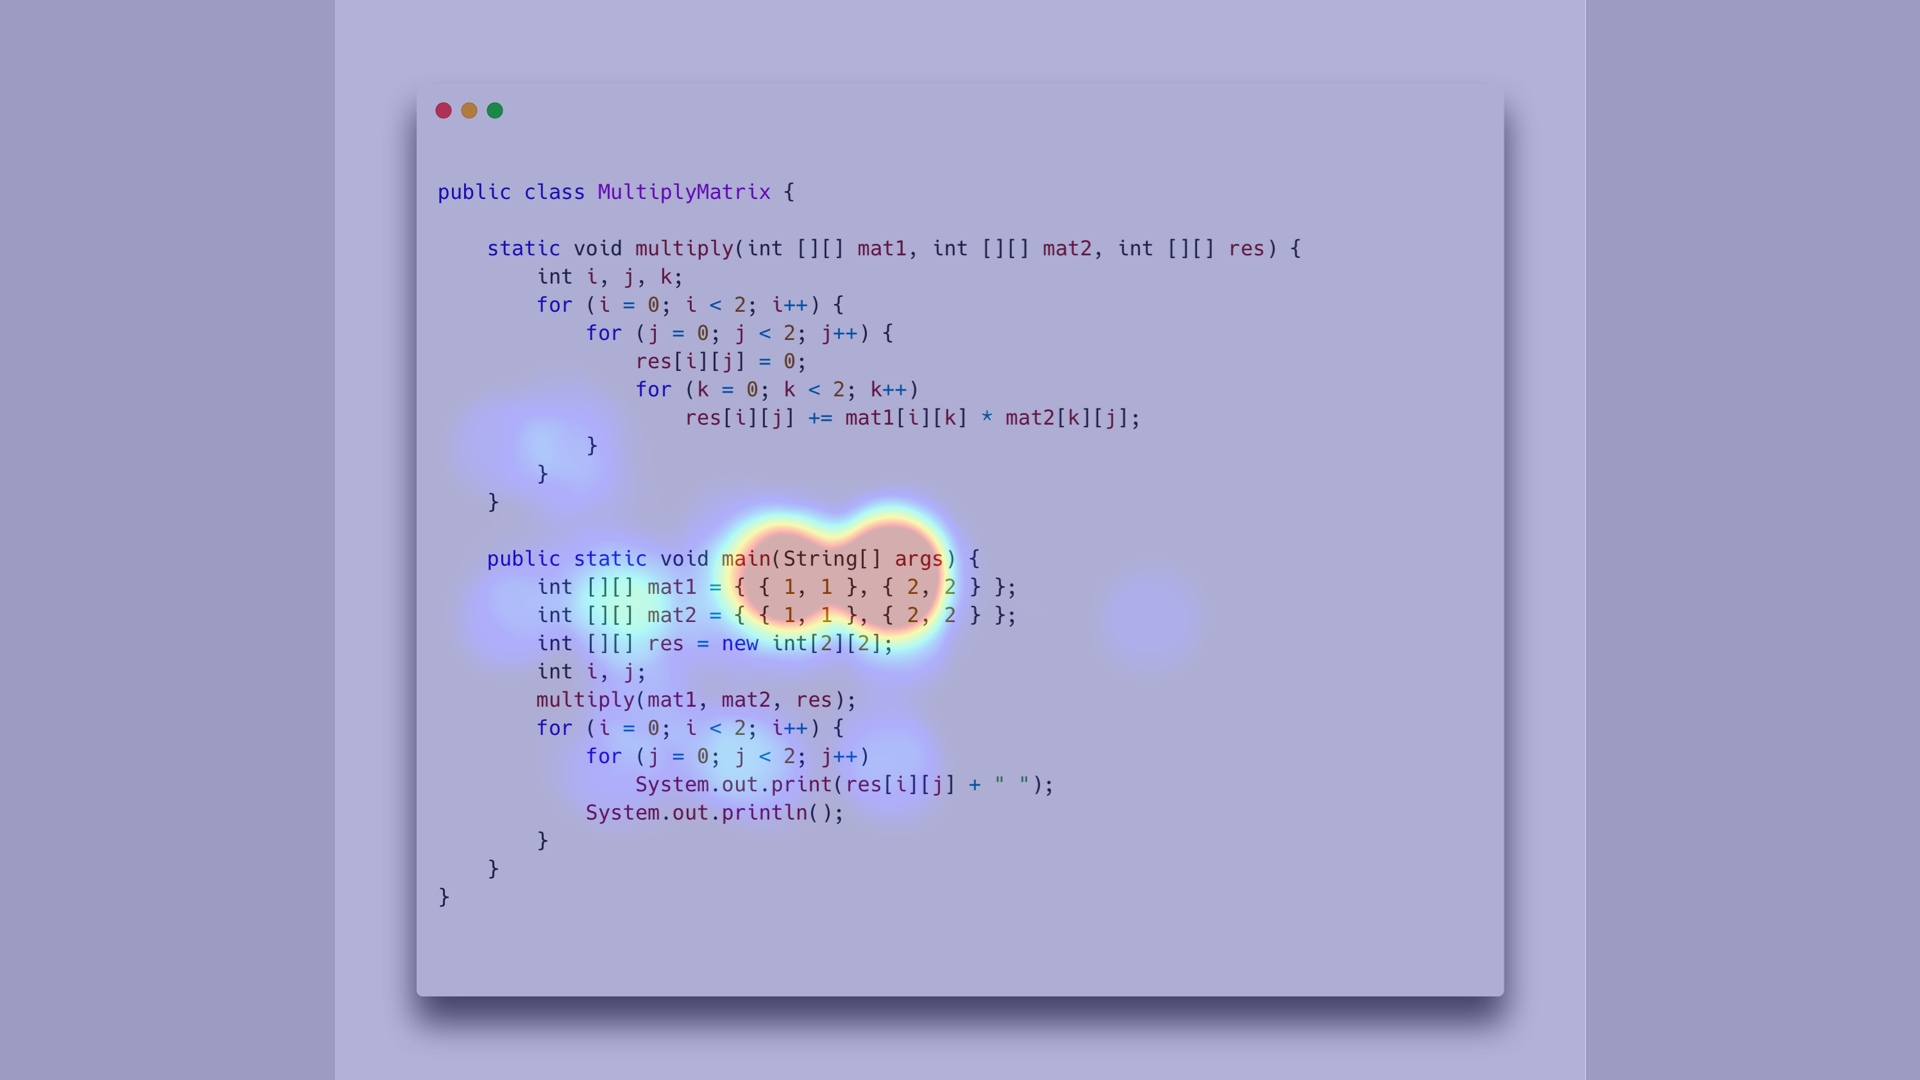 public class MultiplyMatrix {
static void multiply(int [][] mat1, int [][] mat2, int [][] res) {
int i, j, k;
for (i = 0; i < 2; i++) {
for (j = 0; j < 2; j++) {
res[i][j] = 0;
for (k = 0; k < 2; k++)
res[i][j] += mat1[i][k] * mat2[k][j];
}
}
}
public static void main(String[] args) {
int [][] mat1 = { { 1, 1 }, { 2, 2 } };
int [][] mat2 = { { 1, 1 }, { 2, 2 } };
int [][] res = new int[2][2];
int i, j;
multiply(mat1, mat2, res);
for (i = 0; i < 2; i++) {
for (j = 0; j < 2; j++)
System.out.print(res[i][j] + " ");
System.out.println();
}
}
}